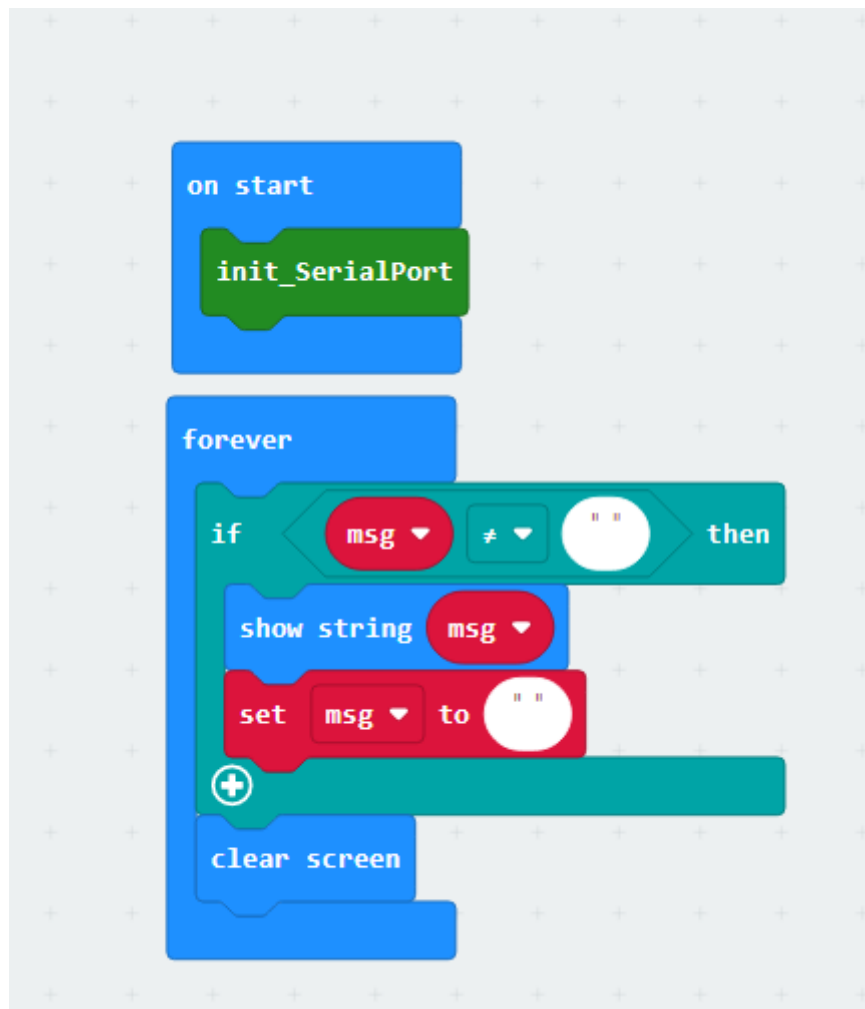 on start
init_SerialPort
forever
if msg ≠ " " then
show string msg
set msg to " "
clear screen